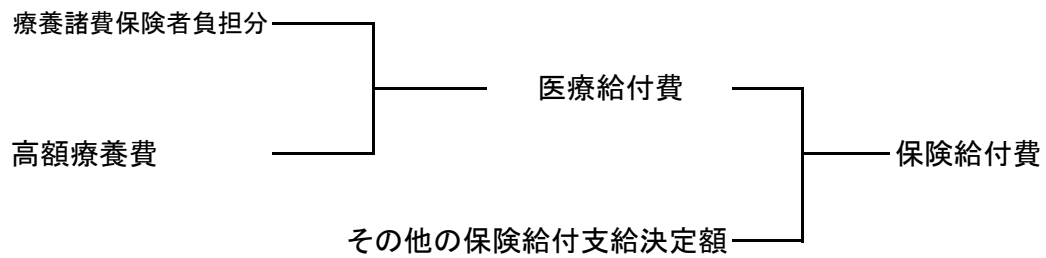 療養諸費保険者負担分
医療給付費
高額療養費
保険給付費
その他の保険給付支給決定額